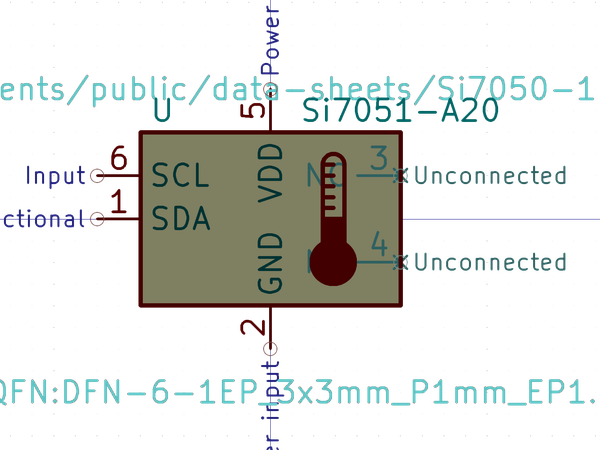 Power
ents/public/data-sheets/Si7050-1
U
Si7051-A20
5
Input
6
SCL
VDD
NC
3
Unconnected
ctional
1
SDA
GND
4
Unconnected
2
er input
QFN:DFN-6-1EP_3x3mm_P1mm_EP1.